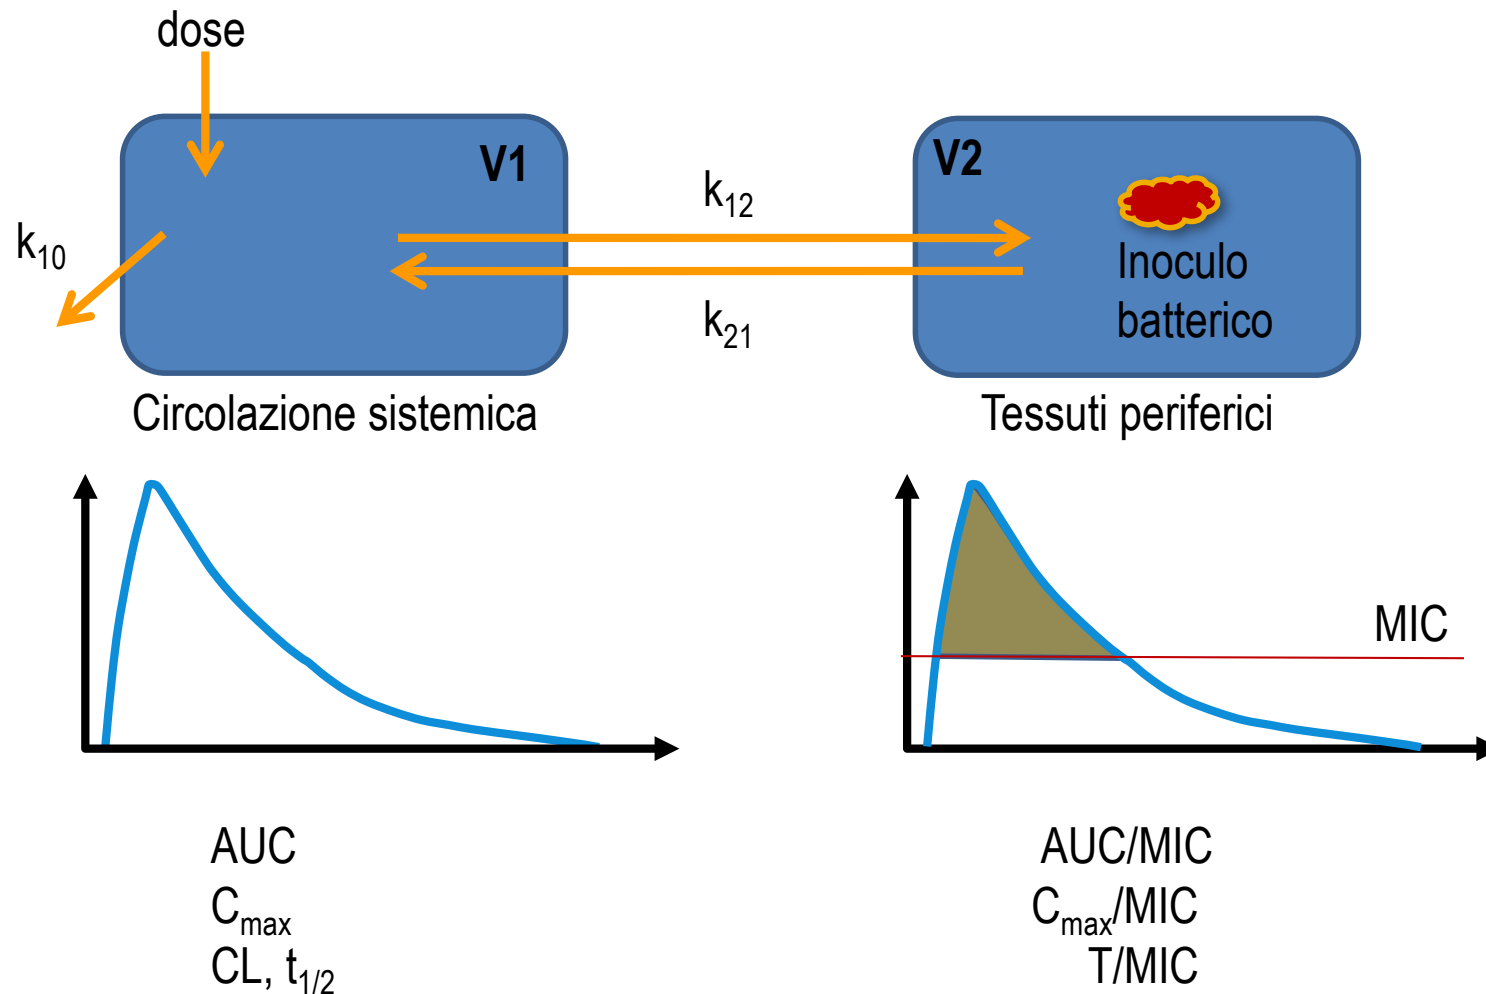 dose
V1
V2
k12
k10
Inoculo
batterico
k21
Circolazione sistemica
Tessuti periferici
MIC
AUC
Cmax
CL, t1/2
AUC/MIC
Cmax/MIC
T/MIC